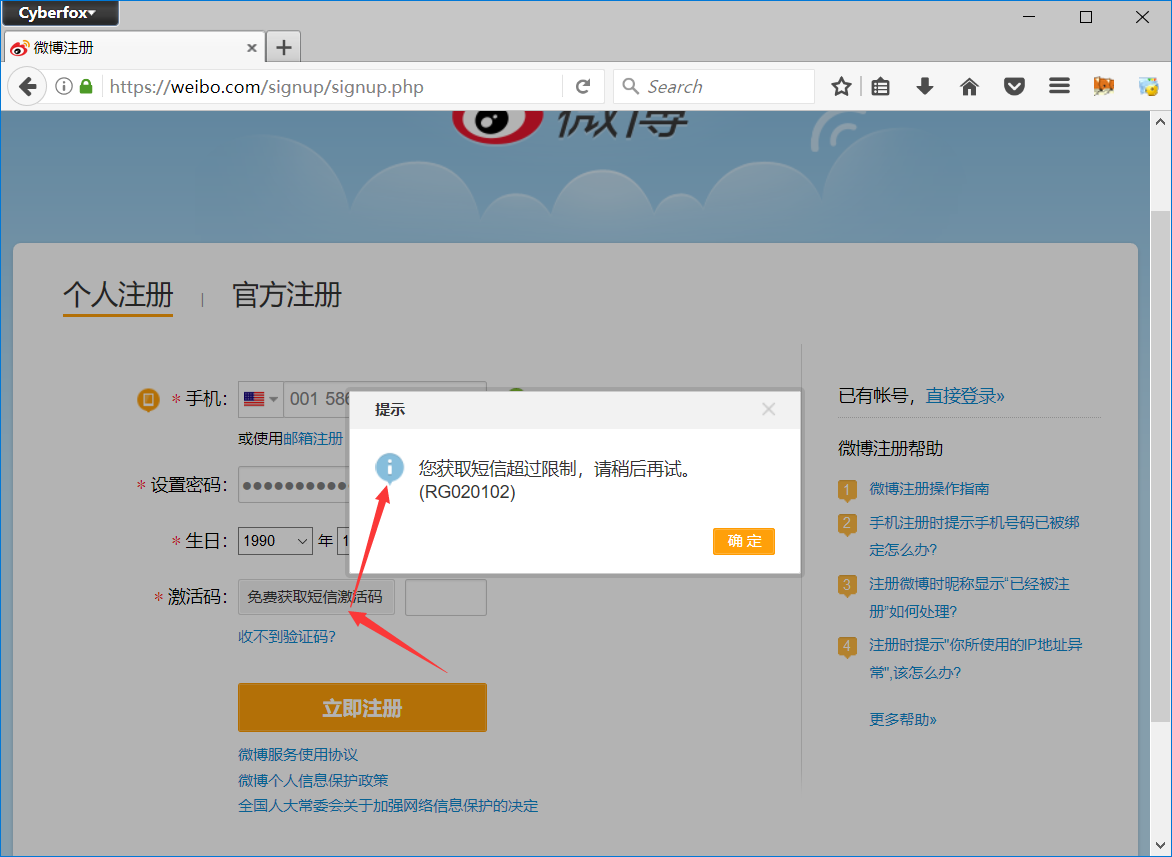 Cyberfox
微博注册
https://weibo.com/signup/signup.php
Search
微博
个人注册 | 官方注册
* 手机：
001 586
或使用邮箱注册
* 设置密码：
* 生日：
1990
年
1
* 激活码：
免费获取短信激活码
收不到验证码?
立即注册
微博服务使用协议
微博个人信息保护政策
全国人大常委会关于加强网络信息保护的决定
提示
您获取短信超过限制，请稍后再试。
(RG020102)
确 定
已有帐号，直接登录»
微博注册帮助
1 微博注册操作指南
2 手机注册时提示手机号码已被绑
定怎么办?
3 注册微博时昵称显示“已经被注
册”如何处理?
4 注册时提示"你所使用的IP地址异
常",该怎么办?
更多帮助»